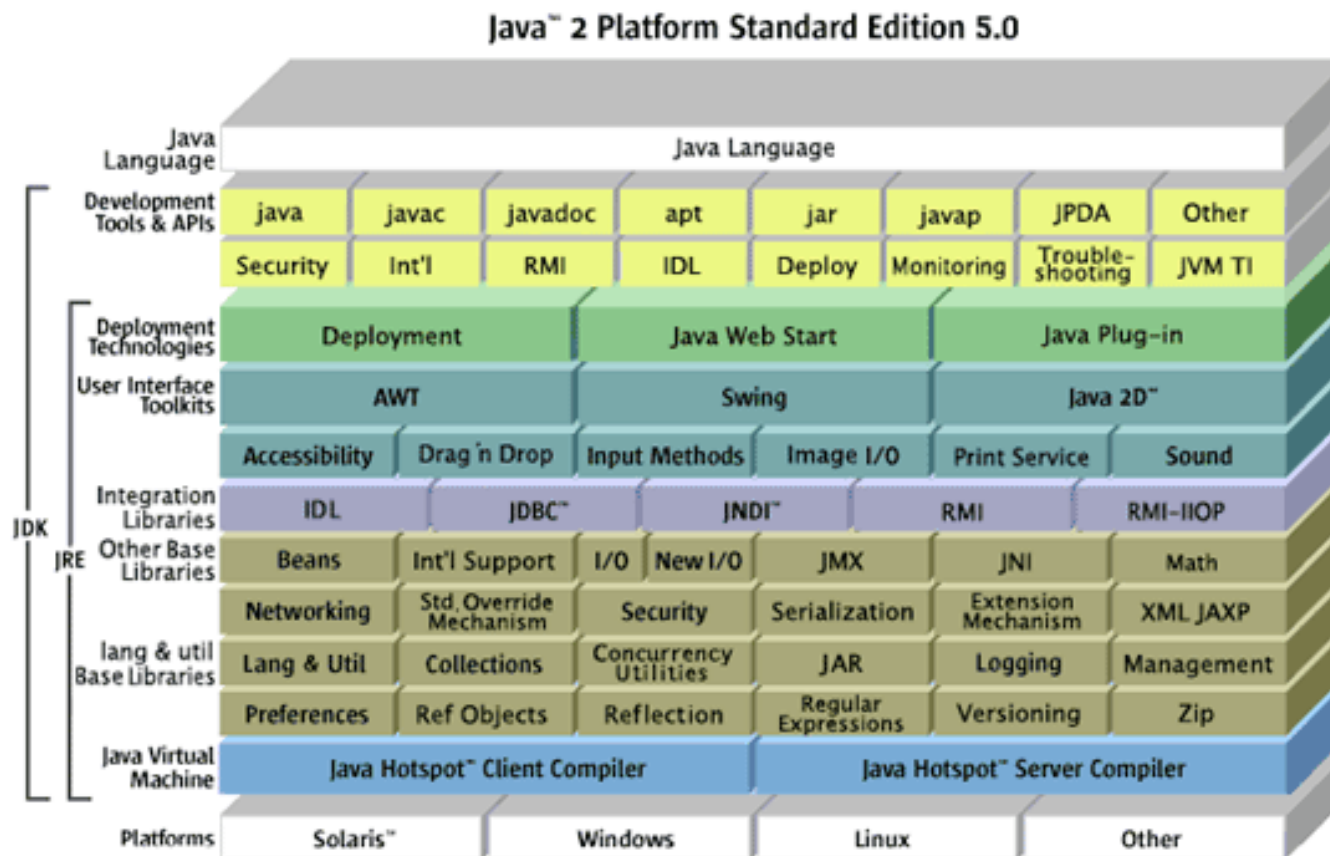 Java™ 2 Platform Standard Edition 5.0
Java
Language
Java Language
Development
Tools & APIs
java javac javadoc apt jar javap JPDA Other
Security Int'l RMI IDL Deploy Monitoring Trouble-
shooting JVM TI
Deployment
Technologies
Deployment Java Web Start Java Plug-in
User Interface
Toolkits
AWT Swing Java 2D™
Accessibility Drag 'n Drop Input Methods Image I/O Print Service Sound
Integration
Libraries
IDL JDBC™ JNDI™ RMI RMI-IIOP
JDK
JRE
Other Base
Libraries
Beans Int'l Support I/O New I/O JMX JNI Math
Networking Std. Override
Mechanism Security Serialization Extension
Mechanism XML JAXP
lang & util
Base Libraries
Lang & Util Collections Concurrency
Utilities JAR Logging Management
Preferences Ref Objects Reflection Regular
Expressions Versioning Zip
Java Virtual
Machine
Java Hotspot™ Client Compiler Java Hotspot™ Server Compiler
Platforms
Solaris™ Windows Linux Other